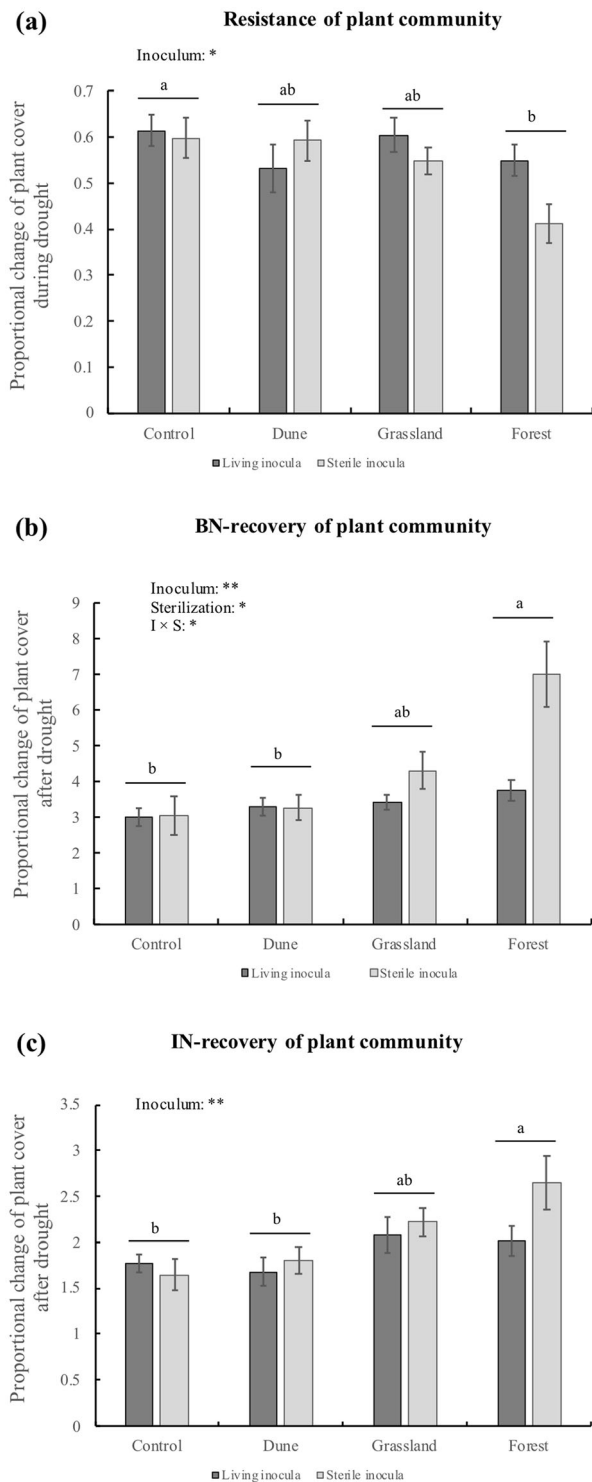 (a)
Resistance of plant community
Inoculum: *
a
ab
ab
b
Proportional change of plant cover
during drought
0.7
0.6
0.5
0.4
0.3
0.2
0.1
0
Control Dune Grassland Forest
Living inocula Sterile inocula
(b)
BN-recovery of plant community
Inoculum: **
Sterilization: *
I × S: *
b
b
ab
a
Proportional change of plant cover
after drought
9
8
7
6
5
4
3
2
1
0
Control Dune Grassland Forest
Living inocula Sterile inocula
(c)
IN-recovery of plant community
Inoculum: **
b
b
ab
a
Proportional change of plant cover
after drought
3.5
3
2.5
2
1.5
1
0.5
0
Control Dune Grassland Forest
Living inocula Sterile inocula